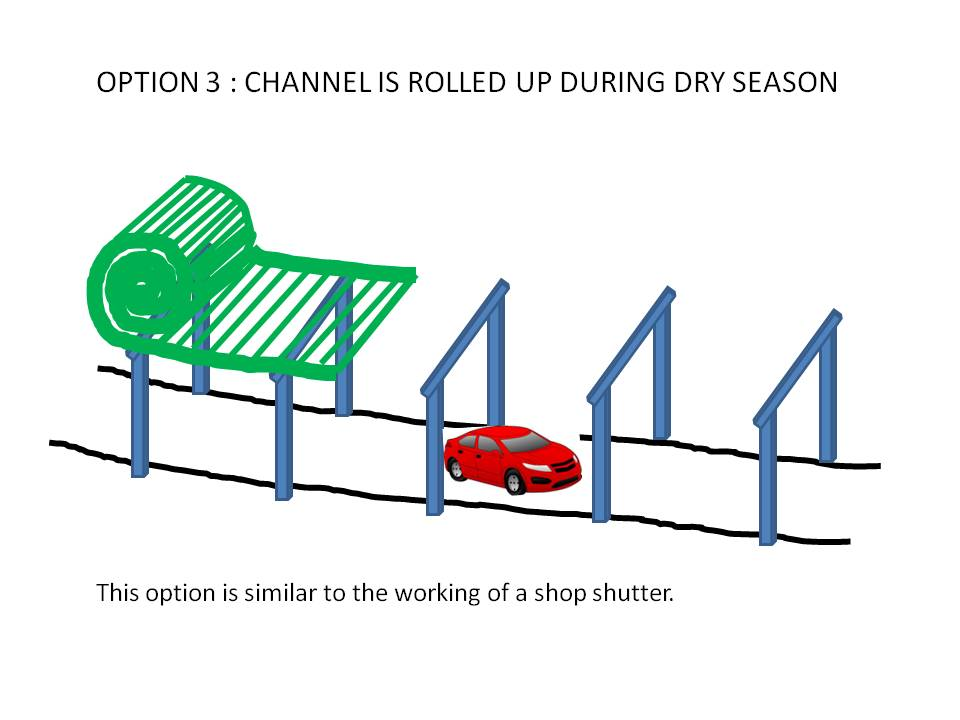 OPTION 3 : CHANNEL IS ROLLED UP DURING DRY SEASON
This option is similar to the working of a shop shutter.